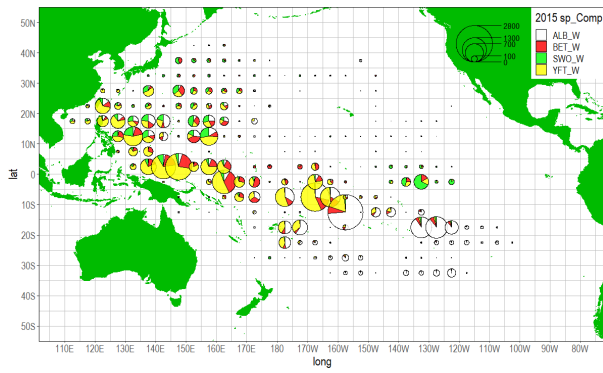 2015 sp_Comp
ALB_W
BET_W
SWO_W
YFT_W
2800
1300
700
100
0
50N
40N
30N
20N
10N
0
10S
20S
30S
40S
50S
lat
110E 120E 130E 140E 150E 160E 170E 180 170W 160W 150W 140W 130W 120W 110W 100W 90W 80W
long